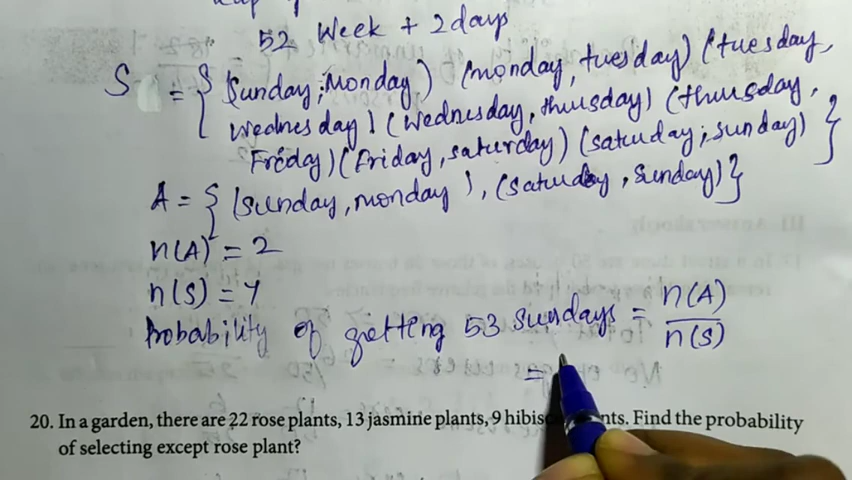 52 Week + 2 days
S = { (Sunday, Monday) (monday, tuesday) (tuesday,
Wednesday) (Wednesday, thursday) (thursday,
Friday) (Friday, saturday) (saturday, sunday) }
A = { (sunday, monday), (saturday, sunday) }
n(A) = 2
n(S) = 7
Probability of getting 53 sundays = n(A)/n(S)
=
20. In a garden, there are 22 rose plants, 13 jasmine plants, 9 Find the probability
of selecting except rose plant?